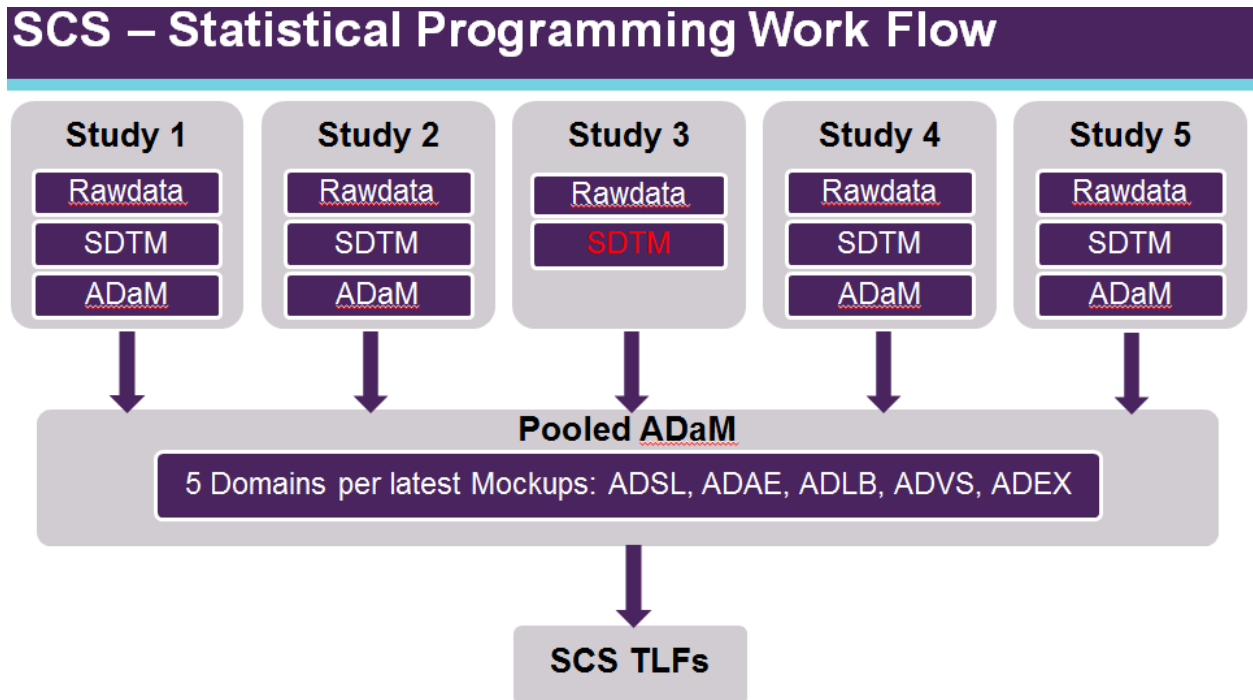 SCS – Statistical Programming Work Flow
Study 1
Rawdata
SDTM
ADaM
Study 2
Rawdata
SDTM
ADaM
Study 3
Rawdata
SDTM
Study 4
Rawdata
SDTM
ADaM
Study 5
Rawdata
SDTM
ADaM
Pooled ADaM
5 Domains per latest Mockups: ADSL, ADAE, ADLB, ADVS, ADEX
SCS TLFs